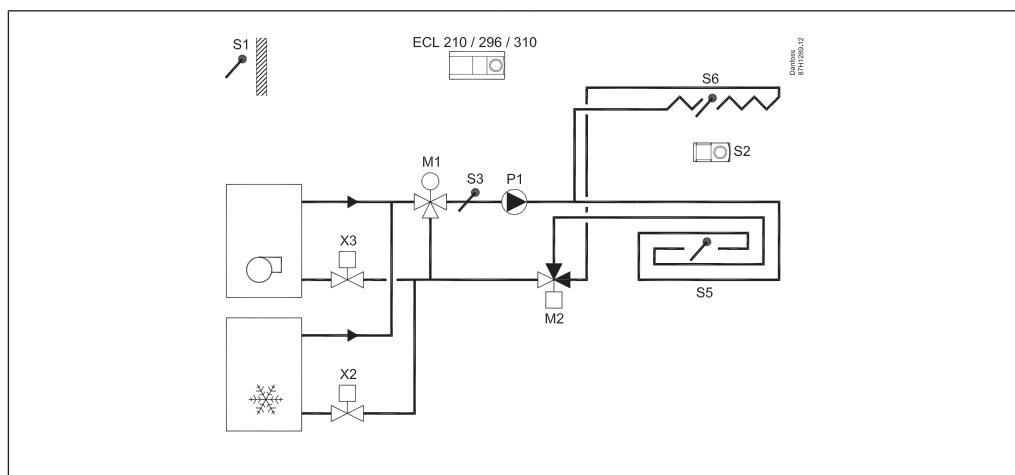 S1
ECL 210 / 296 / 310
Danfoss
87H1289.12
S6
S2
M1
S3
P1
X3
S5
M2
X2